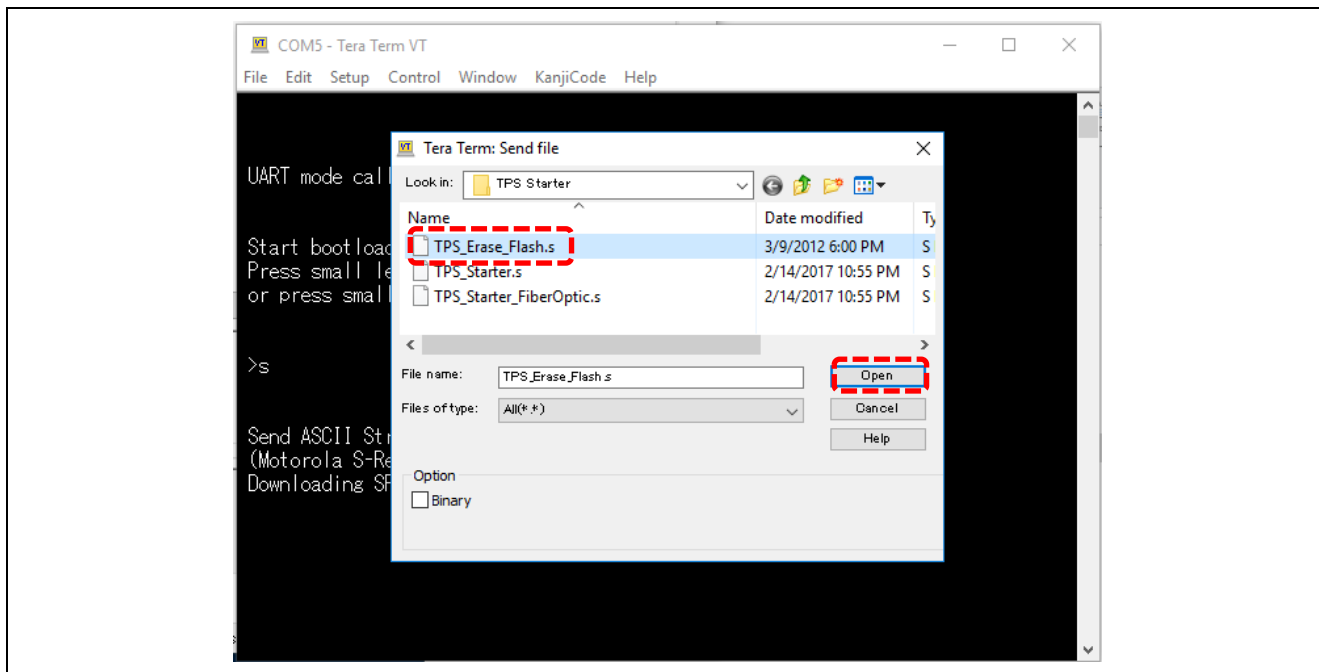 COM5 - Tera Term VT
File Edit Setup Control Window KanjiCode Help
UART mode call
Start bootloac
Press small le
or press small
>s
Send ASCII Str
(Motorola S-Re
Downloading SR
Tera Term: Send file
Look in: TPS Starter
Name Date modified Ty
TPS_Erase_Flash.s 3/9/2012 6:00 PM S
TPS_Starter.s 2/14/2017 10:55 PM S
TPS_Starter_FiberOptic.s 2/14/2017 10:55 PM S
File name: TPS_Erase_Flash.s Open
Files of type: All(*.*) Cancel
Help
Option
Binary